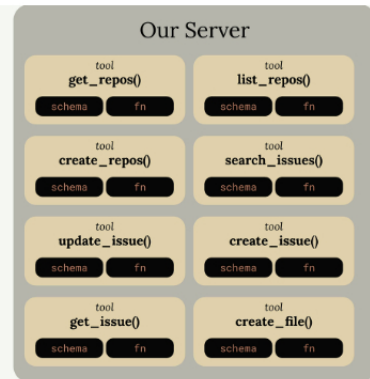 Our Server
tool
get_repos()
schema fn
tool
list_repos()
schema fn
tool
create_repos()
schema fn
tool
search_issues()
schema fn
tool
update_issue()
schema fn
tool
create_issue()
schema fn
tool
get_issue()
schema fn
tool
create_file()
schema fn